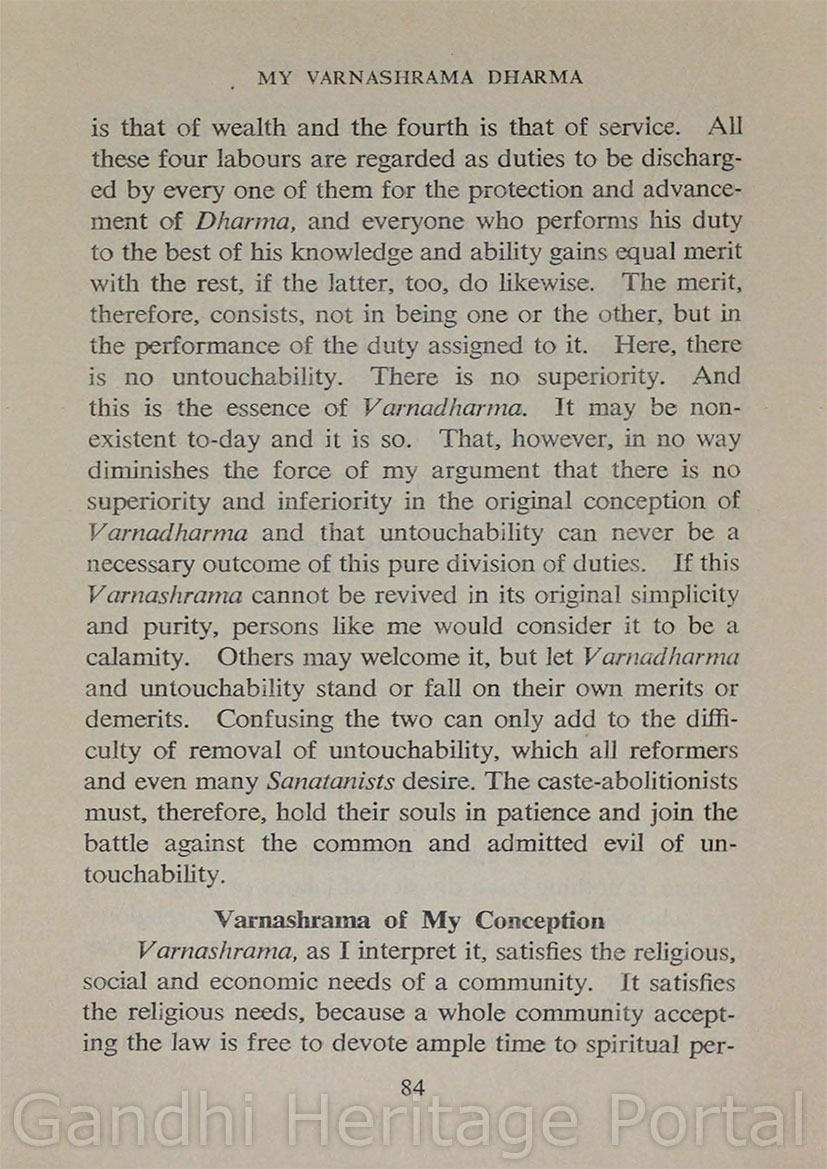 MY VARNASHRAMA DHARMA
is that of wealth and the fourth is that of service. All
these four labours are regarded as duties to be discharg-
ed by every one of them for the protection and advance-
ment of Dharma, and everyone who performs his duty
to the best of his knowledge and ability gains equal merit
with the rest, if the latter, too, do likewise. The merit,
therefore, consists, not in being one or the other, but in
the performance of the duty assigned to it. Here, there
is no untouchability. There is no superiority. And
this is the essence of Varnadharma. It may be non-
existent to-day and it is so. That, however, in no way
diminishes the force of my argument that there is no
superiority and inferiority in the original conception of
Varnadharma and that untouchability can never be a
necessary outcome of this pure division of duties. If this
Varnashrama cannot be revived in its original simplicity
and purity, persons like me would consider it to be a
calamity. Others may welcome it, but let Varnadharma
and untouchability stand or fall on their own merits or
demerits. Confusing the two can only add to the diffi-
culty of removal of untouchability, which all reformers
and even many Sanatanists desire. The caste-abolitionists
must, therefore, hold their souls in patience and join the
battle against the common and admitted evil of un-
touchability.
Varnashrama of My Conception
Varnashrama, as I interpret it, satisfies the religious,
social and economic needs of a community. It satisfies
the religious needs, because a whole community accept-
ing the law is free to devote ample time to spiritual per-
84
Gandhi Heritage Portal